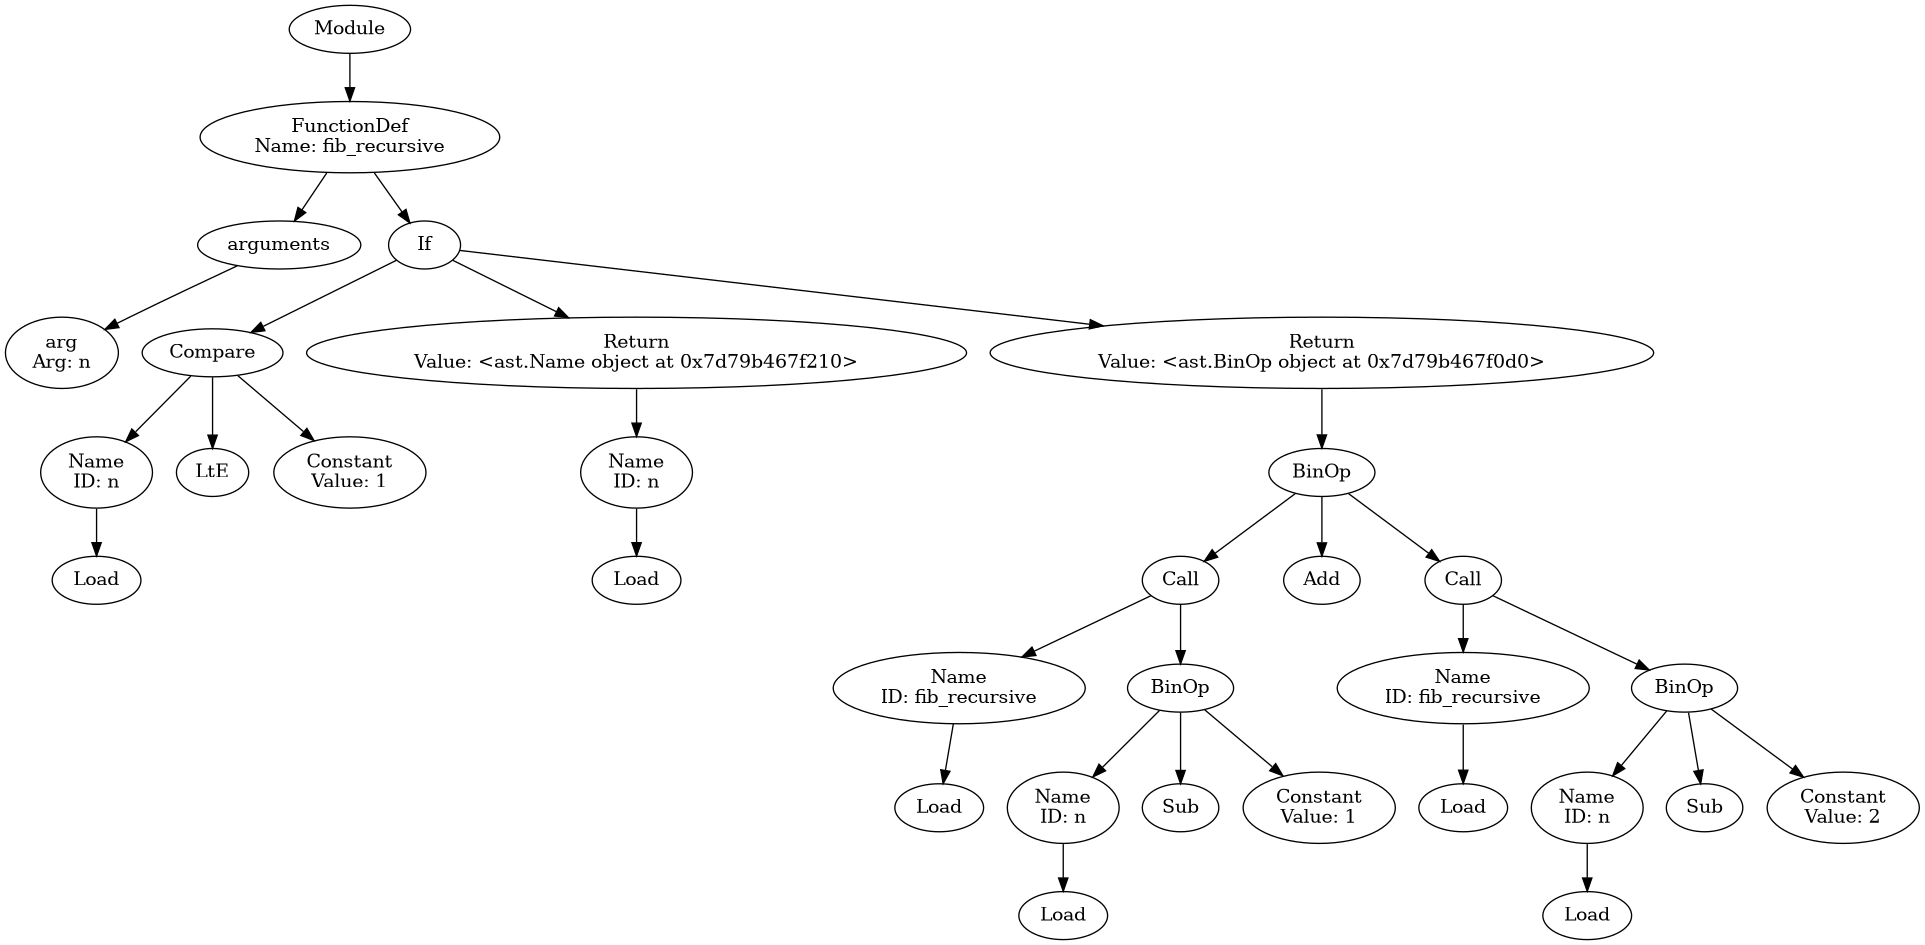 Module
FunctionDef
Name: fib_recursive
arguments
If
arg
Arg: n
Compare
Return
Value: <ast.Name object at 0x7d79b467f210>
Return
Value: <ast.BinOp object at 0x7d79b467f0d0>
Name
ID: n
LtE
Constant
Value: 1
Name
ID: n
BinOp
Load
Load
Call
Add
Call
Name
ID: fib_recursive
BinOp
Name
ID: fib_recursive
BinOp
Load
Name
ID: n
Sub
Constant
Value: 1
Load
Name
ID: n
Sub
Constant
Value: 2
Load
Load